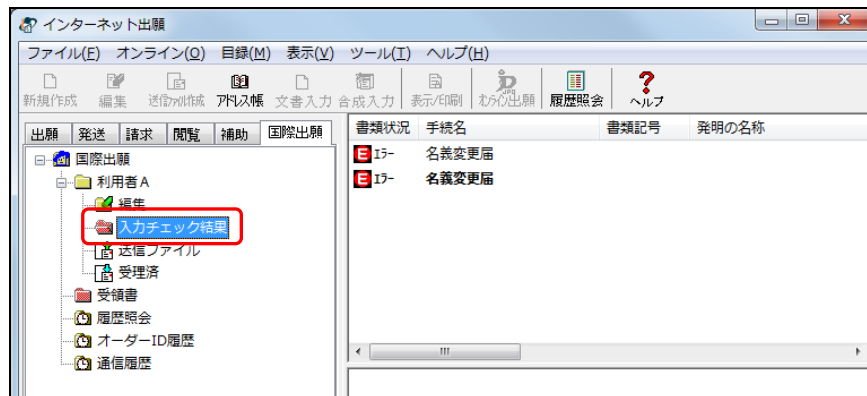 インターネット出願
ファイル(F) オンライン(O) 目録(M) 表示(V) ツール(T) ヘルプ(H)
新規作成 編集 送信ﾌｧｲﾙ作成 ｱﾄﾞﾚｽ帳 文書入力 合成入力 表示/印刷 ｵﾝﾗｲﾝ出願 履歴照会 ヘルプ
出願 発送 請求 閲覧 補助 国際出願
書類状況 手続名 書類記号 発明の名称
国際出願
利用者A
編集
入力チェック結果
送信ファイル
受理済
受領書
履歴照会
オーダーID履歴
通信履歴
E ｴﾗｰ 名義変更届
E ｴﾗｰ 名義変更届